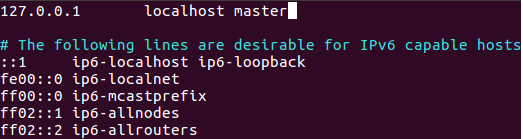 127.0.0.1       localhost master

# The following lines are desirable for IPv6 capable hosts
::1     ip6-localhost ip6-loopback
fe00::0 ip6-localnet
ff00::0 ip6-mcastprefix
ff02::1 ip6-allnodes
ff02::2 ip6-allrouters